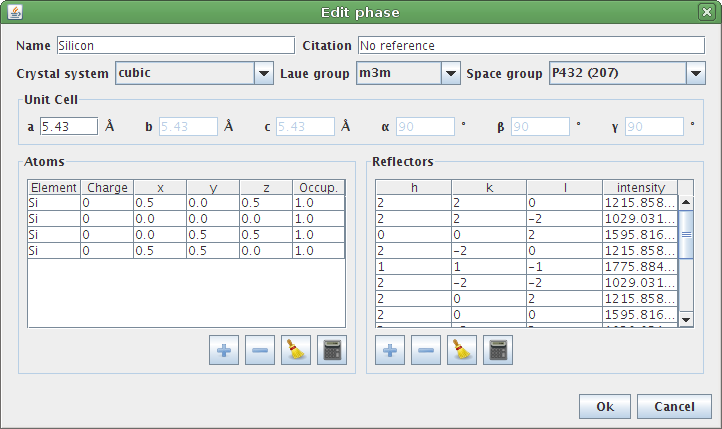 Edit phase
Name Silicon Citation No reference
Crystal system cubic Laue group m3m Space group P432 (207)
Unit Cell
a 5.43 Å b 5.43 Å c 5.43 Å α 90 ° β 90 ° γ 90 °
Atoms
Element Charge x y z Occup.
Si 0 0.5 0.0 0.5 1.0
Si 0 0.0 0.0 0.0 1.0
Si 0 0.0 0.5 0.5 1.0
Si 0 0.5 0.5 0.0 1.0
Reflectors
h k l intensity
2 2 0 1215.858...
2 2 -2 1029.031...
0 0 2 1595.816...
2 -2 0 1215.858...
1 1 -1 1775.884...
2 -2 -2 1029.031...
2 0 2 1215.858...
2 0 0 1595.816...
Ok Cancel